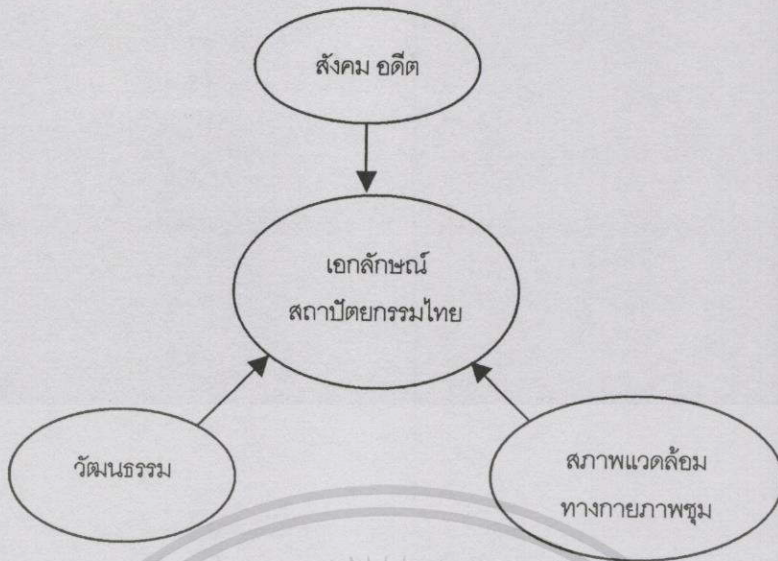 สังคม อดีต
เอกลักษณ์
สถาปัตยกรรมไทย
วัฒนธรรม
สภาพแวดล้อม
ทางกายภาพชุม